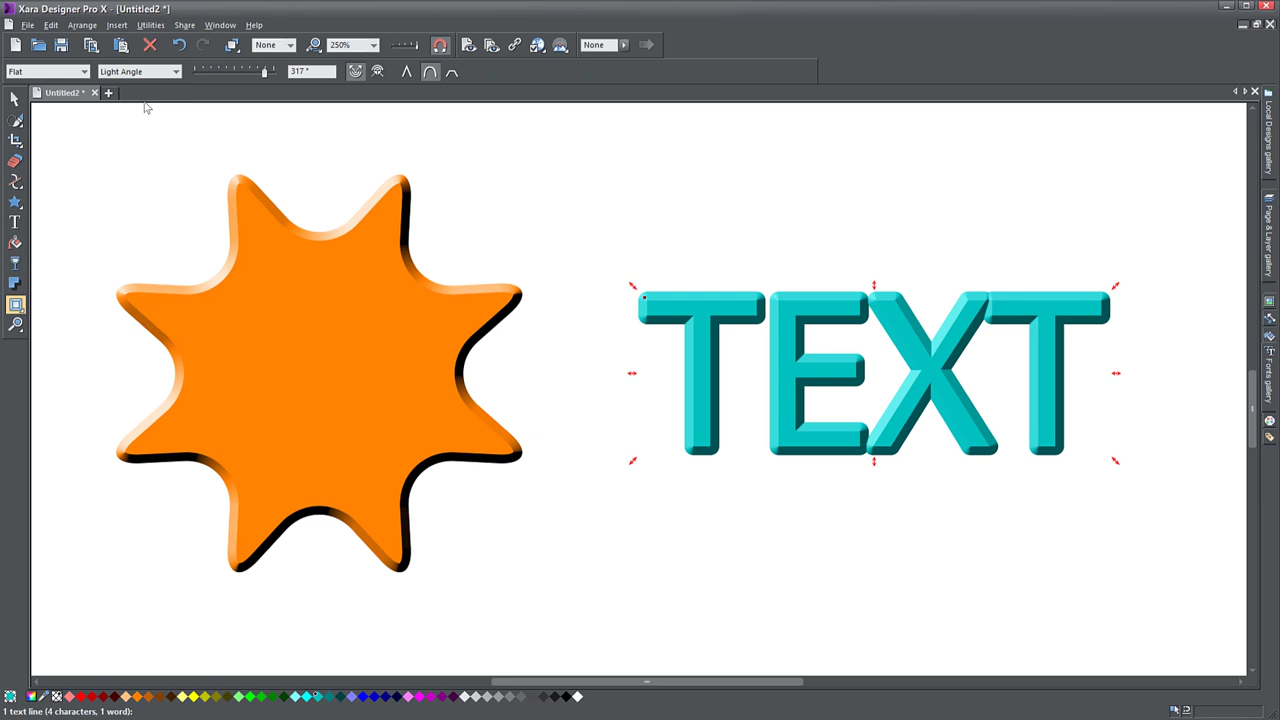 Xara Designer Pro X - [Untitled2 *]
File Edit Arrange Insert Utilities Share Window Help
None 250% None
Flat Light Angle 317 °
Untitled2 *
Local Designs gallery
Page & Layer gallery
Fonts gallery
T
TEXT
1 text line (4 characters, 1 word):